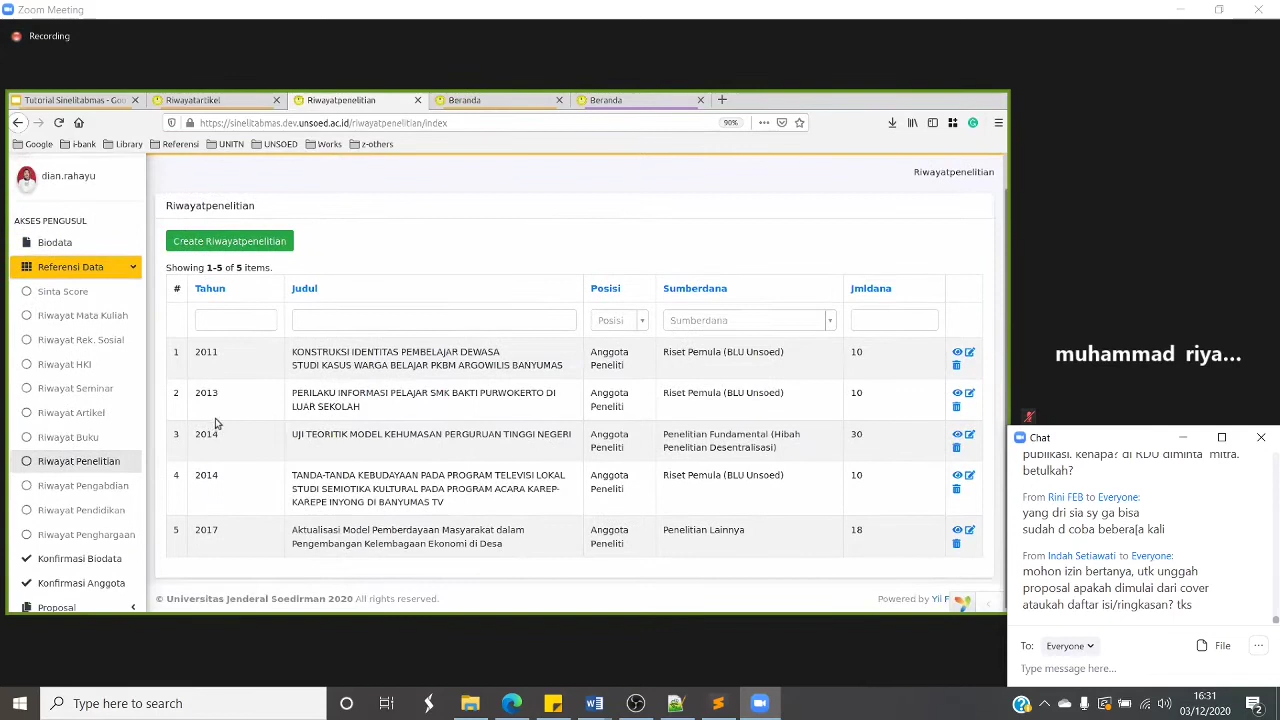 Zoom Meeting
Recording
Tutorial Sinelitabmas - Goo
Riwayatartikel
Riwayatpenelitian
Beranda
Beranda
https://sinelitabmas.dev.unsoed.ac.id/riwayatpenelitian/index
90%
Google
i-bank
Library
Referensi
UNITN
UNSOED
Works
z-others
dian.rahayu
Riwayatpenelitian
AKSES PENGUSUL
Biodata
Referensi Data
Sinta Score
Riwayat Mata Kuliah
Riwayat Rek. Sosial
Riwayat HKI
Riwayat Seminar
Riwayat Artikel
Riwayat Buku
Riwayat Penelitian
Riwayat Pengabdian
Riwayat Pendidikan
Riwayat Penghargaan
Konfirmasi Biodata
Konfirmasi Anggota
Proposal
Riwayatpenelitian
Create Riwayatpenelitian
Showing 1-5 of 5 items.
# Tahun Judul Posisi Sumberdana Jmldana
Posisi Sumberdana
1 2011 KONSTRUKSI IDENTITAS PEMBELAJAR DEWASA Anggota Riset Pemula (BLU Unsoed) 10
STUDI KASUS WARGA BELAJAR PKBM ARGOWILIS BANYUMAS Peneliti
2 2013 PERILAKU INFORMASI PELAJAR SMK BAKTI PURWOKERTO DI Anggota Riset Pemula (BLU Unsoed) 10
LUAR SEKOLAH Peneliti
3 2014 UJI TEORITIK MODEL KEHUMASAN PERGURUAN TINGGI NEGERI Anggota Penelitian Fundamental (Hibah 30
Peneliti Penelitian Desentralisasi)
4 2014 TANDA-TANDA KEBUDAYAAN PADA PROGRAM TELEVISI LOKAL Anggota Riset Pemula (BLU Unsoed) 10
STUDI SEMIOTIKA KULTURAL PADA PROGRAM ACARA KAREP- Peneliti
KAREPE INYONG DI BANYUMAS TV
5 2017 Aktualisasi Model Pemberdayaan Masyarakat dalam Anggota Penelitian Lainnya 18
Pengembangan Kelembagaan Ekonomi di Desa Peneliti
© Universitas Jenderal Soedirman 2020 All rights reserved.
Powered by Yii F
muhammad riya...
Chat
publikasi. kenapa? di RDU diminta mitra.
betulkah?
From Rini FEB to Everyone:
yang dri sia sy ga bisa
sudah d coba bebera[a kali
From Indah Setiawati to Everyone:
mohon izin bertanya, utk unggah
proposal apakah dimulai dari cover
ataukah daftar isi/ringkasan? tks
To: Everyone
File
Type message here...
Type here to search
16:31
03/12/2020
2